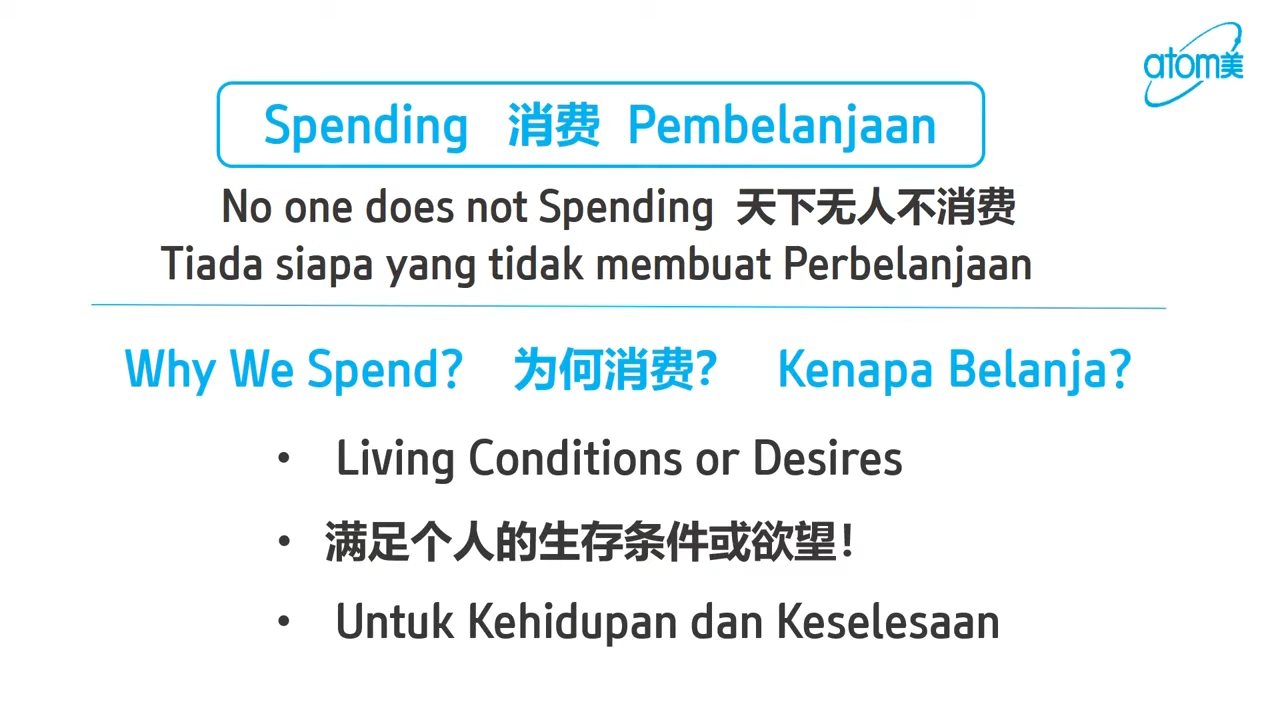 atom美
Spending 消费 Pembelanjaan
No one does not Spending 天下无人不消费
Tiada siapa yang tidak membuat Perbelanjaan
Why We Spend? 为何消费? Kenapa Belanja?
• Living Conditions or Desires
• 满足个人的生存条件或欲望!
• Untuk Kehidupan dan Keselesaan